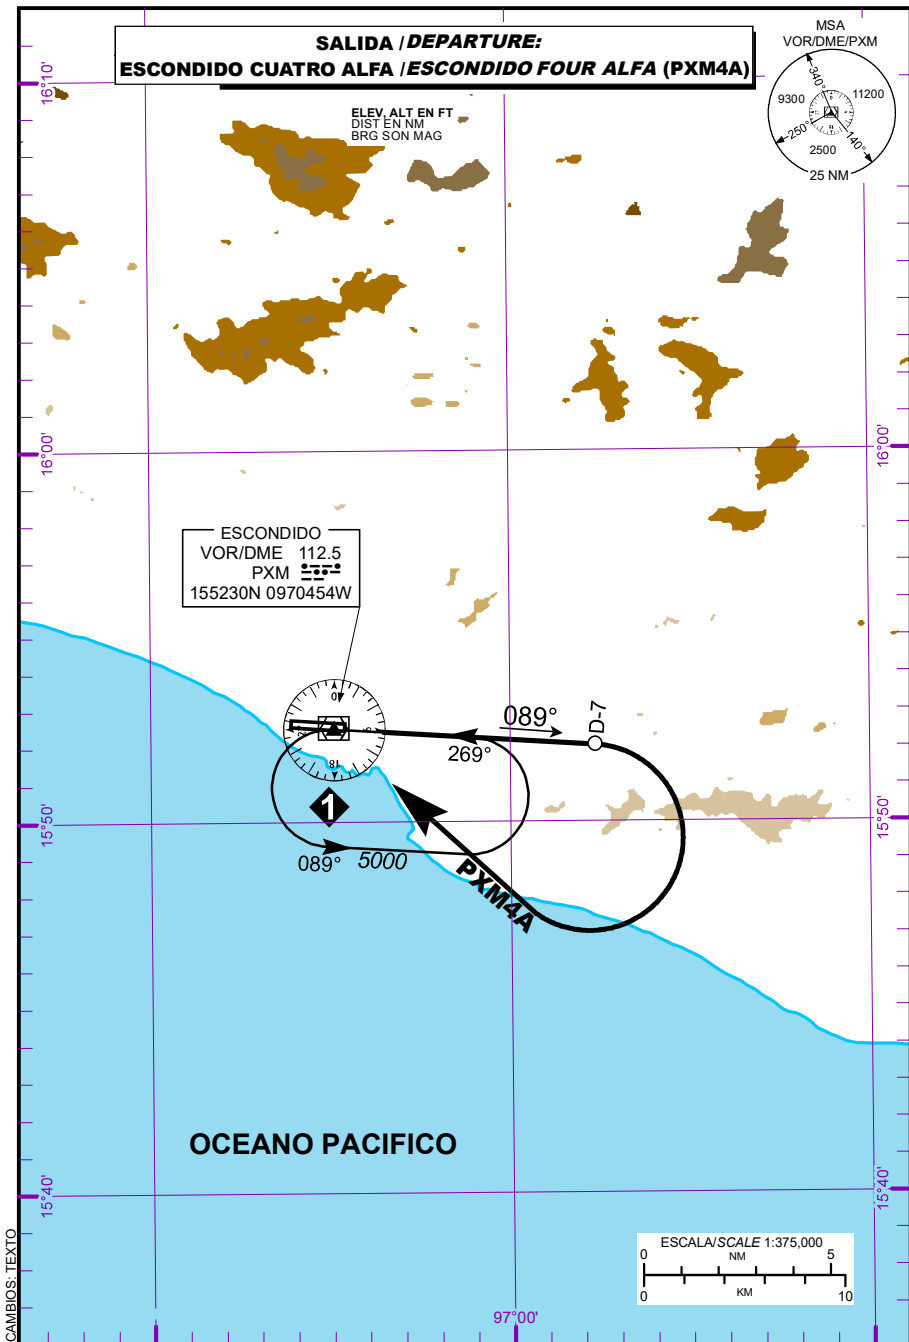 SALIDA / DEPARTURE:
ESCONDIDO CUATRO ALFA / ESCONDIDO FOUR ALFA (PXM4A)
MSA
VOR/DME/PXM
340°
9300
11200
250°
140°
2500
25 NM
ELEV, ALT EN FT
DIST EN NM
BRG SON MAG
16°10'
16°00'
16°00'
ESCONDIDO
VOR/DME 112.5
PXM
155230N 0970454W
0
18
089°
269°
D-7
1
089°
5000
PXM4A
15°50'
15°50'
OCEANO PACIFICO
15°40'
15°40'
ESCALA/SCALE 1:375,000
0 NM 5
0 KM 10
97°00'
CAMBIOS: TEXTO